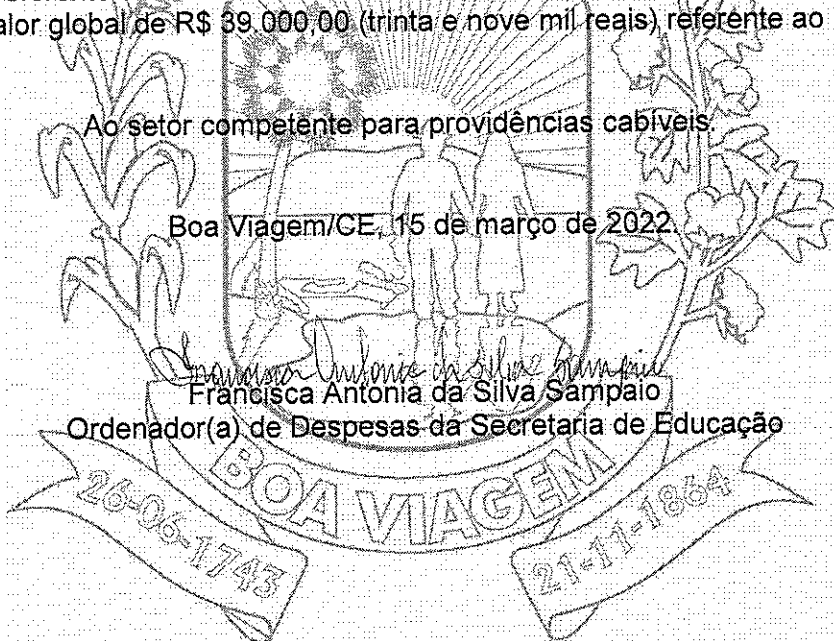 alor global de R$ 39.000,00 (trinta e nove mil reais) referente ao
Ao setor competente para providências cabíveis.
Boa Viagem/CE, 15 de março de 2022.
Francisca Antonia da Silva Sampaio
Francisca Antonia da Silva Sampaio
Ordenador(a) de Despesas da Secretaria de Educação
BOA VIAGEM
26-06-1743
21-11-1864